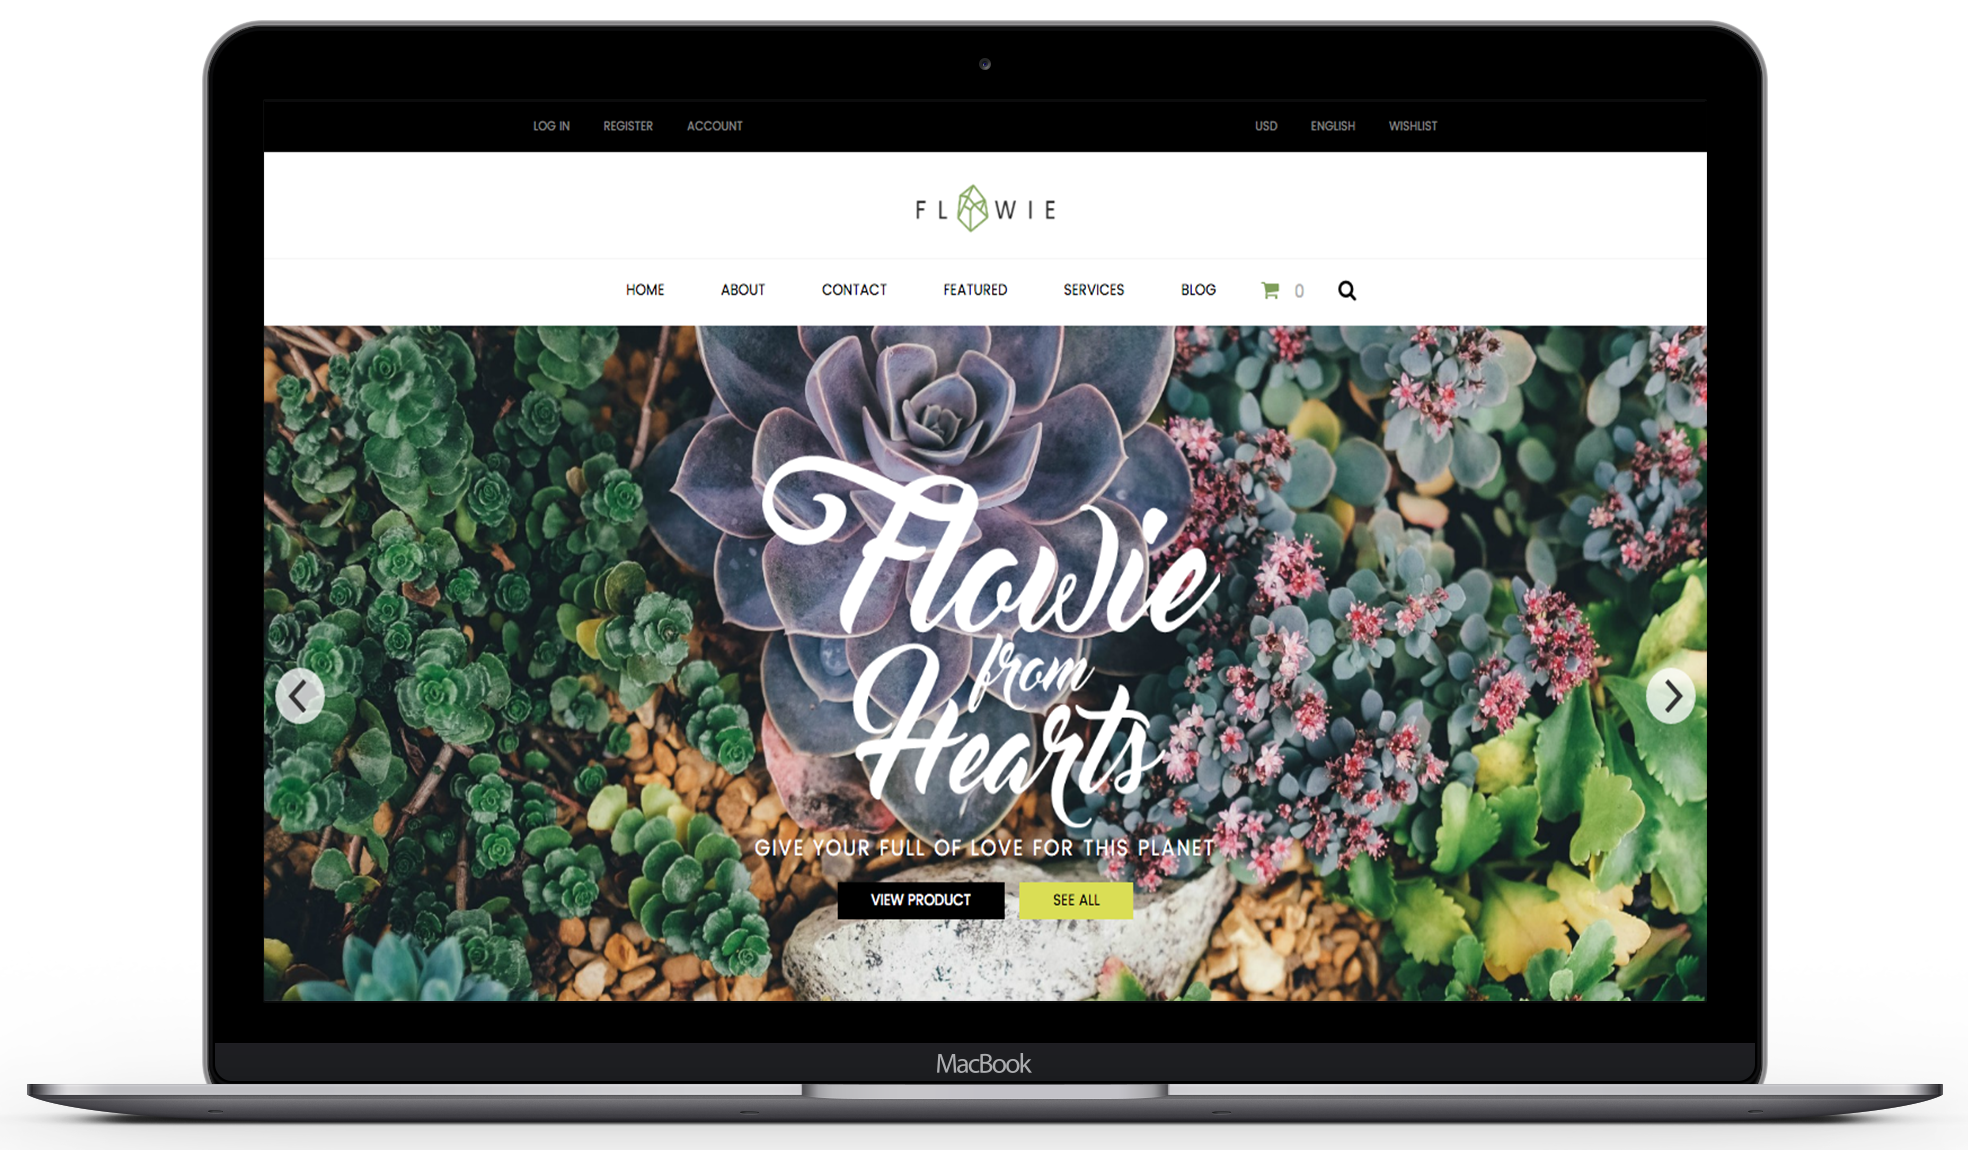 LOG IN REGISTER ACCOUNT USD ENGLISH WISHLIST
FLOWIE
HOME ABOUT CONTACT FEATURED SERVICES BLOG 0
Flowie
from
Hearts
GIVE YOUR FULL OF LOVE FOR THIS PLANET
VIEW PRODUCT SEE ALL
MacBook